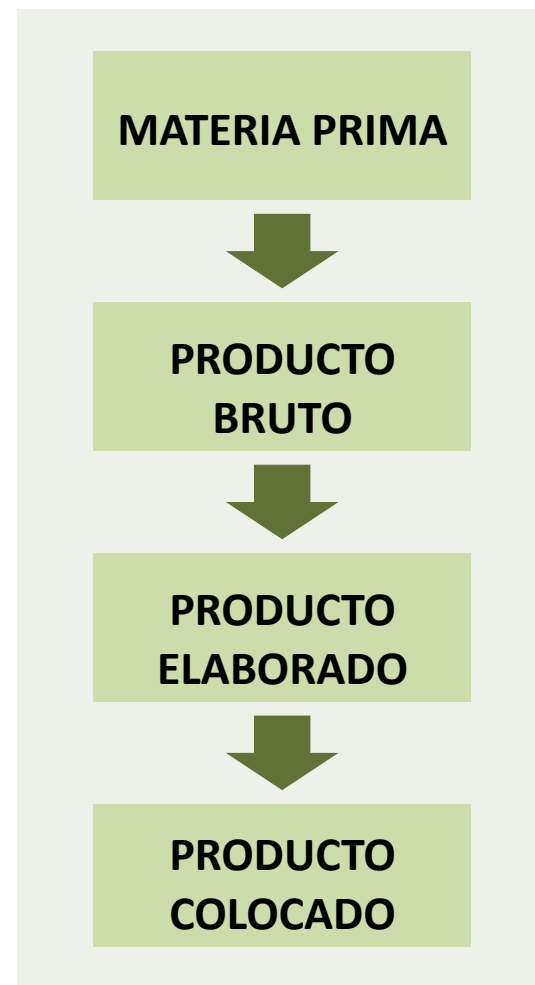 MATERIA PRIMA
PRODUCTO
BRUTO
PRODUCTO
ELABORADO
PRODUCTO
COLOCADO